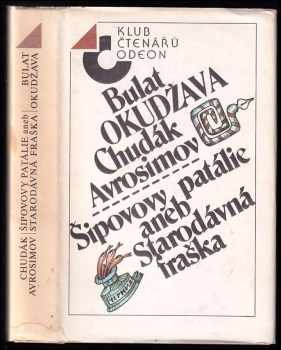 KLUB
ČTENÁŘŮ
ODEON
Bulat
OKUDŽAVA
Chudák
Avrosimov
Šipovovy patálie
aneb
Starodávná
fraška
CHUDÁK AVROSIMOV
ŠIPOVOVY PATÁLIE aneb STARODÁVNÁ FRAŠKA
BULAT OKUDŽAVA